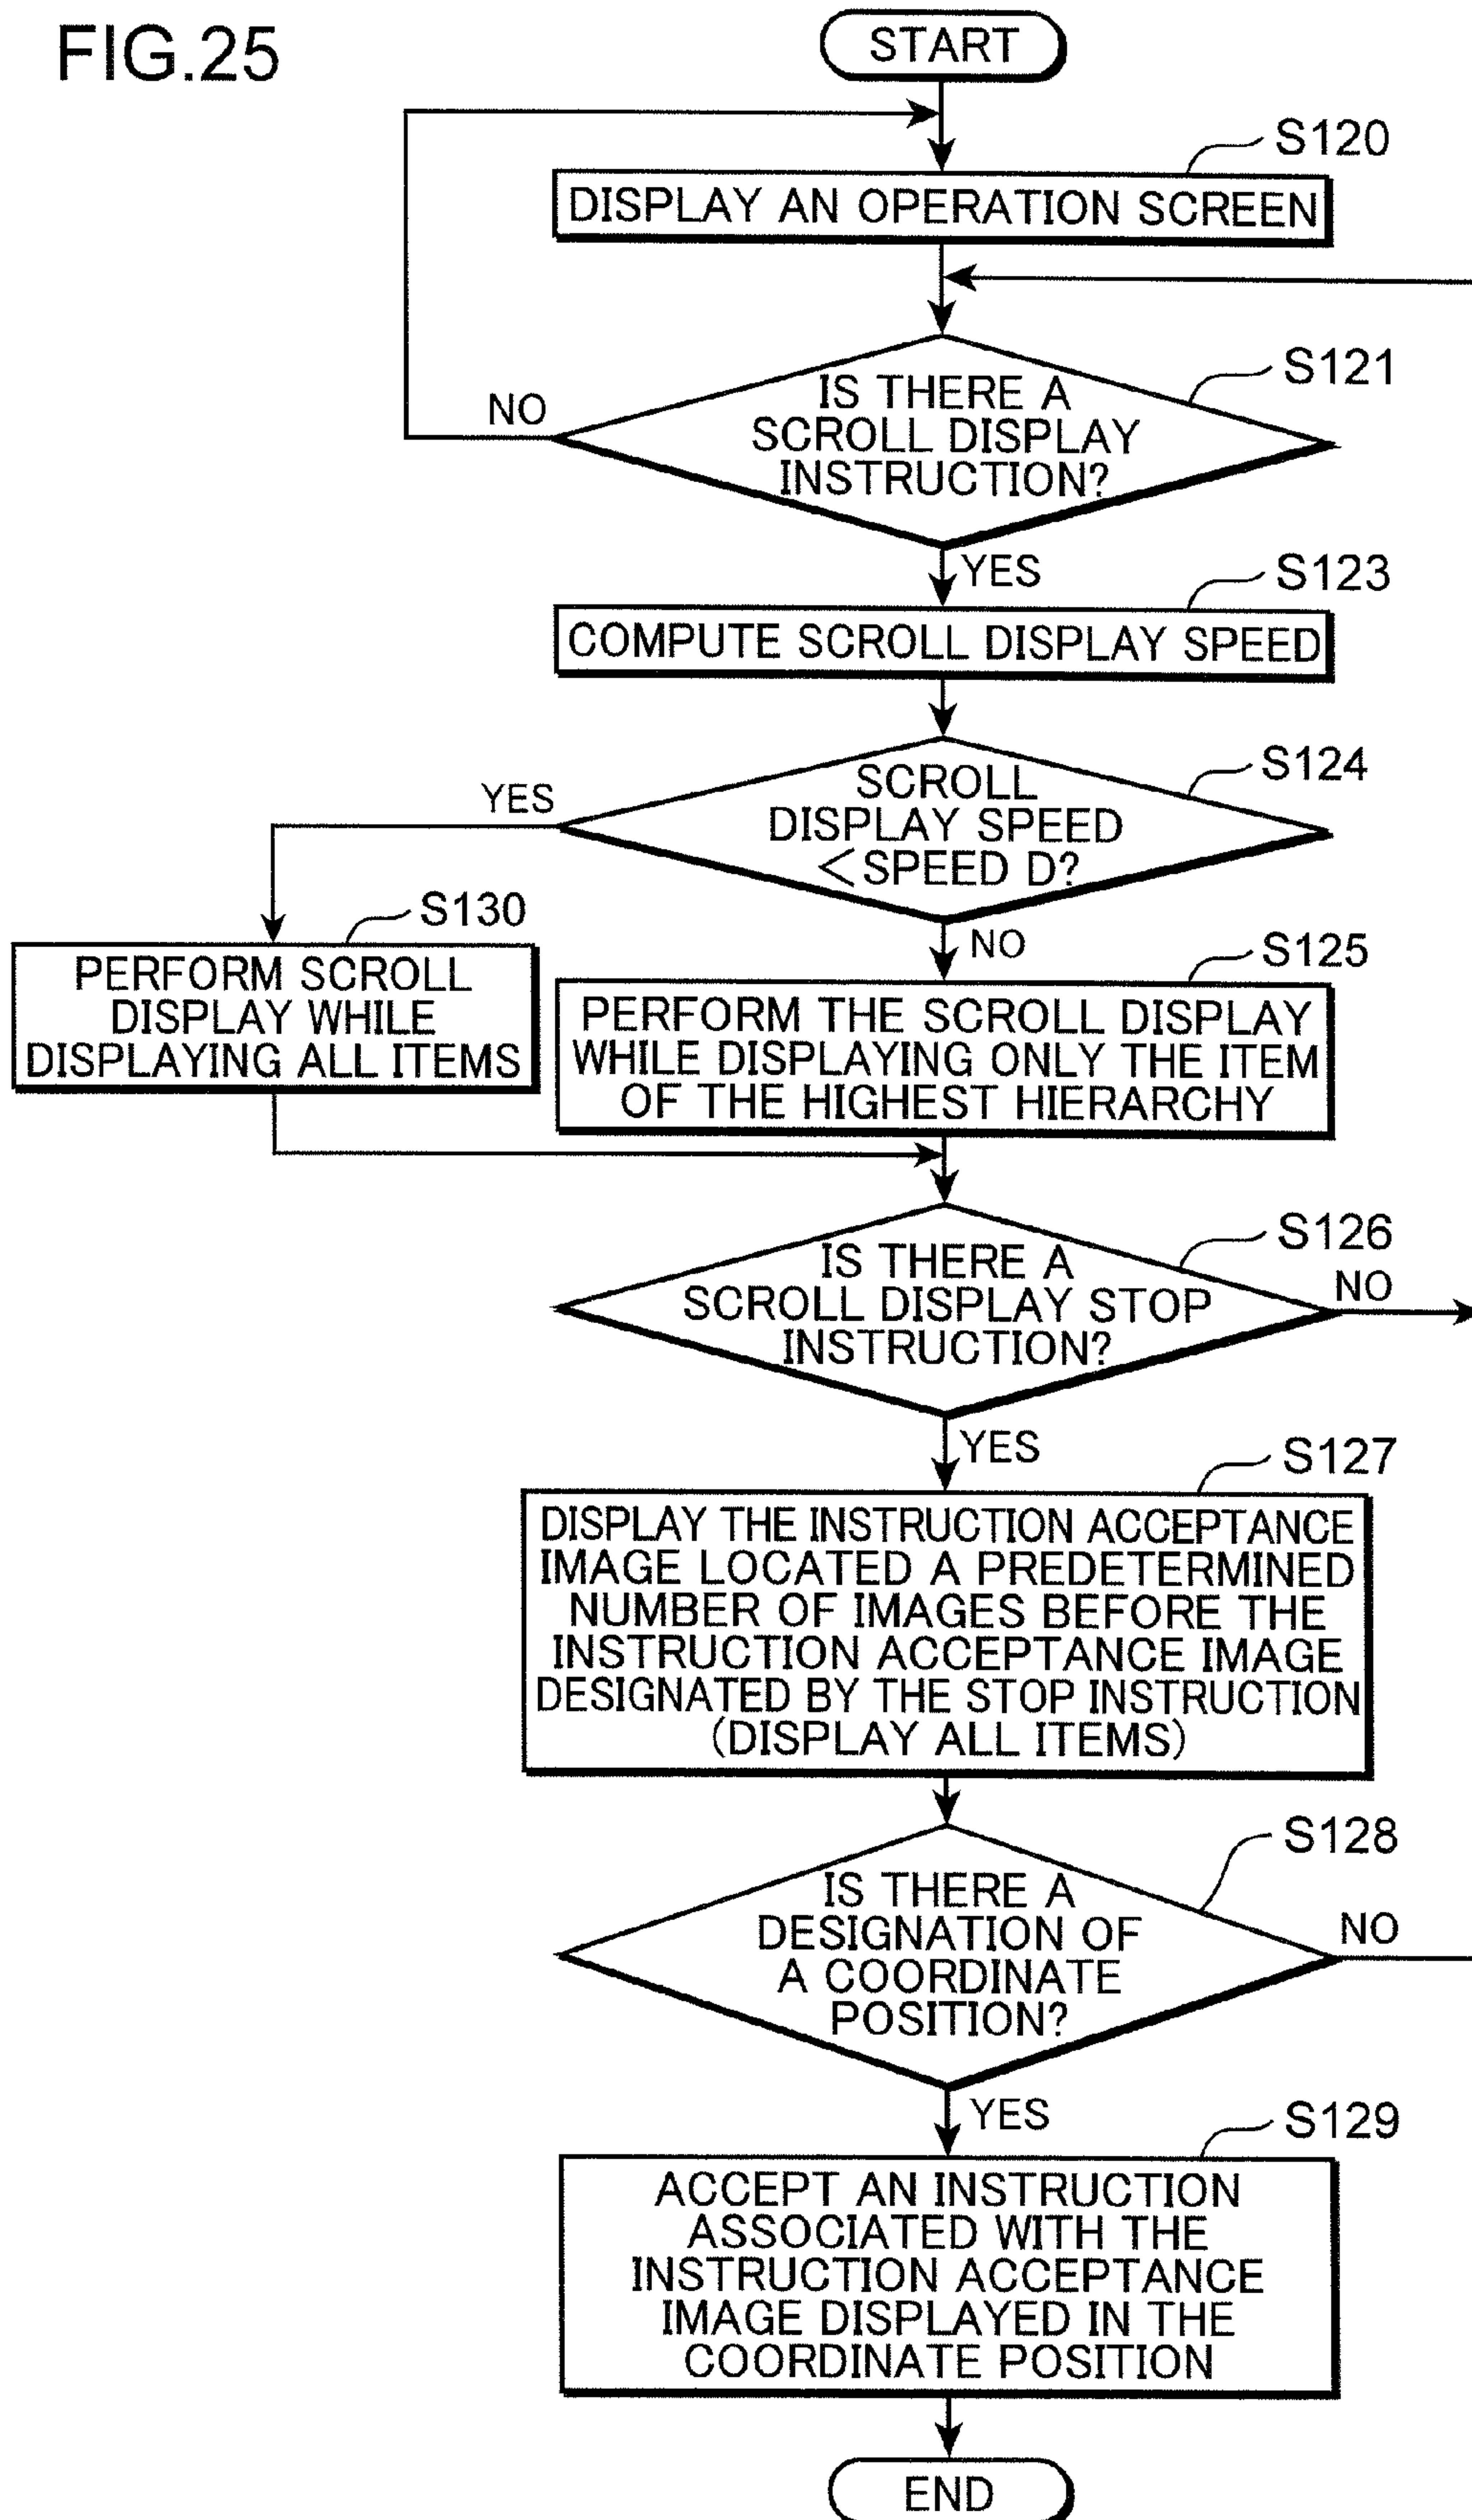 FIG.25
START
S120
DISPLAY AN OPERATION SCREEN
S121
IS THERE A
SCROLL DISPLAY
INSTRUCTION?
NO
YES
S123
COMPUTE SCROLL DISPLAY SPEED
S124
SCROLL
DISPLAY SPEED
<SPEED D?
YES
NO
S130
PERFORM SCROLL
DISPLAY WHILE
DISPLAYING ALL ITEMS
S125
PERFORM THE SCROLL DISPLAY
WHILE DISPLAYING ONLY THE ITEM
OF THE HIGHEST HIERARCHY
S126
IS THERE A
SCROLL DISPLAY STOP
INSTRUCTION?
NO
YES
S127
DISPLAY THE INSTRUCTION ACCEPTANCE
IMAGE LOCATED A PREDETERMINED
NUMBER OF IMAGES BEFORE THE
INSTRUCTION ACCEPTANCE IMAGE
DESIGNATED BY THE STOP INSTRUCTION
(DISPLAY ALL ITEMS)
S128
IS THERE A
DESIGNATION OF
A COORDINATE
POSITION?
NO
YES
S129
ACCEPT AN INSTRUCTION
ASSOCIATED WITH THE
INSTRUCTION ACCEPTANCE
IMAGE DISPLAYED IN THE
COORDINATE POSITION
END